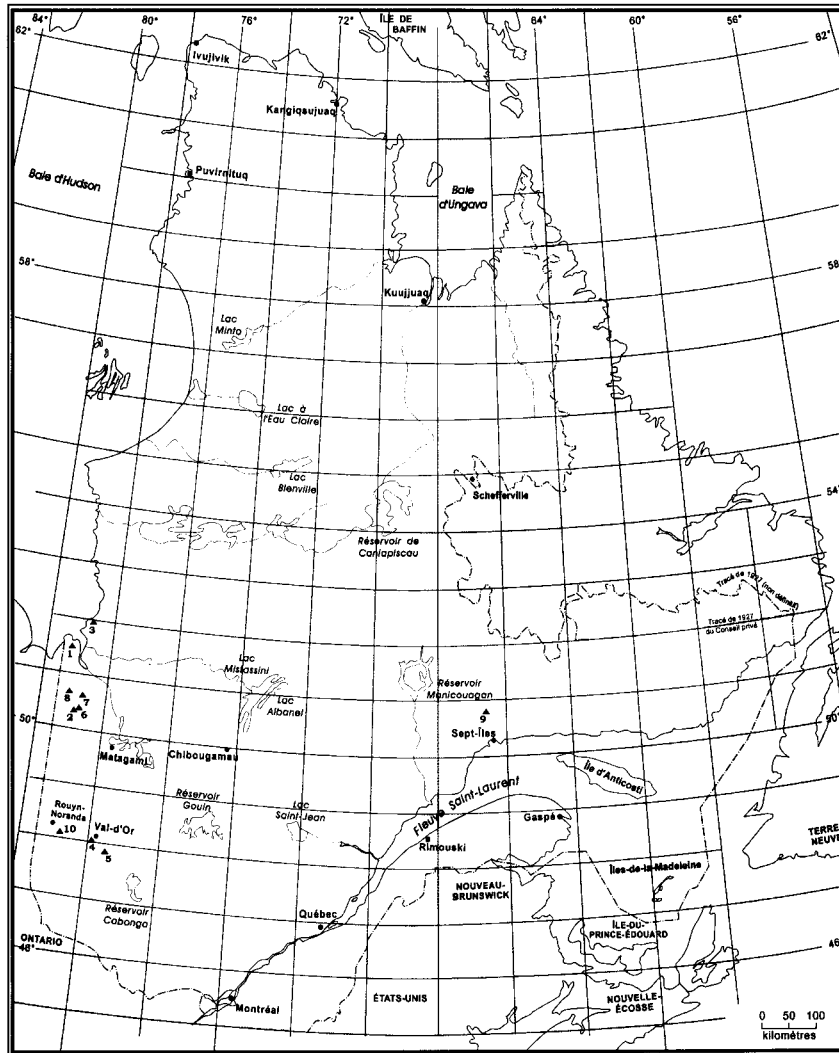 84°
80°
76°
72°
ÎLE DE
BAFFIN
64°
60°
56°
62°
62°
Ivujivik
Kangiqsujuaq
Puvirnituq
Baie d'Hudson
Baie
d'Ungava
58°
58°
Kuujjuaq
Lac
Minto
Lac à
l'Eau Claire
Lac
Bienville
Schefferville
54°
Réservoir de
Caniapiscau
Tracé de 1927 (non définitif)
Tracé de 1927
du Conseil privé
3
1
Lac
Mistassini
Lac
Albanel
Réservoir
Manicouagan
8
7
2
6
9
50°
50°
Sept-Îles
Matagami
Chibougamau
Île d'Anticosti
Réservoir
Gouin
Lac
Saint-Jean
Fleuve Saint-Laurent
Gaspé
Rouyn-
Noranda
10
Val-d'Or
4
5
Rimouski
TERRE-
NEUVE
Îles-de-la-Madeleine
NOUVEAU-
BRUNSWICK
Réservoir
Cabonga
Québec
ÎLE-DU-
PRINCE-ÉDOUARD
ONTARIO
46°
46°
Montréal
ÉTATS-UNIS
NOUVELLE-
ÉCOSSE
0 50 100
kilomètres